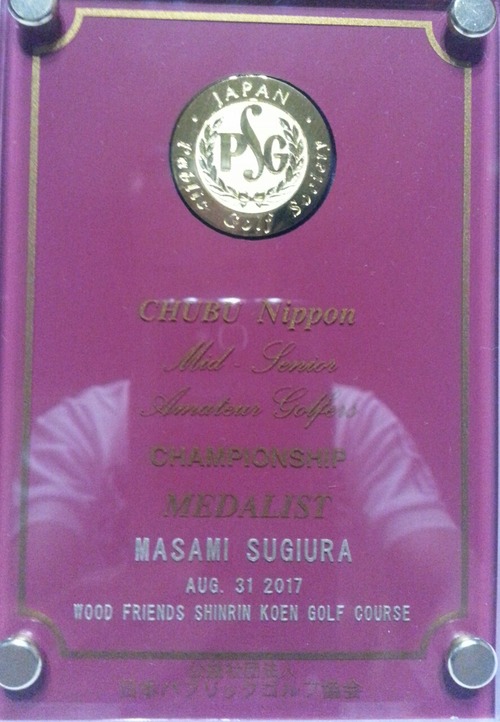 JAPAN
PSG
Public Golf Society
CHUBU Nippon
Mid - Senior
Amateur Golfers
CHAMPIONSHIP
MEDALIST
MASAMI SUGIURA
AUG. 31 2017
WOOD FRIENDS SHINRIN KOEN GOLF COURSE
公益社団法人
日本パブリックゴルフ協会